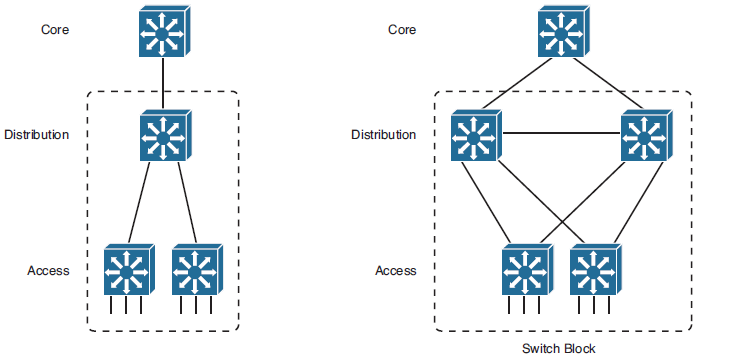 Core
Core
Distribution
Distribution
Access
Access
Switch Block